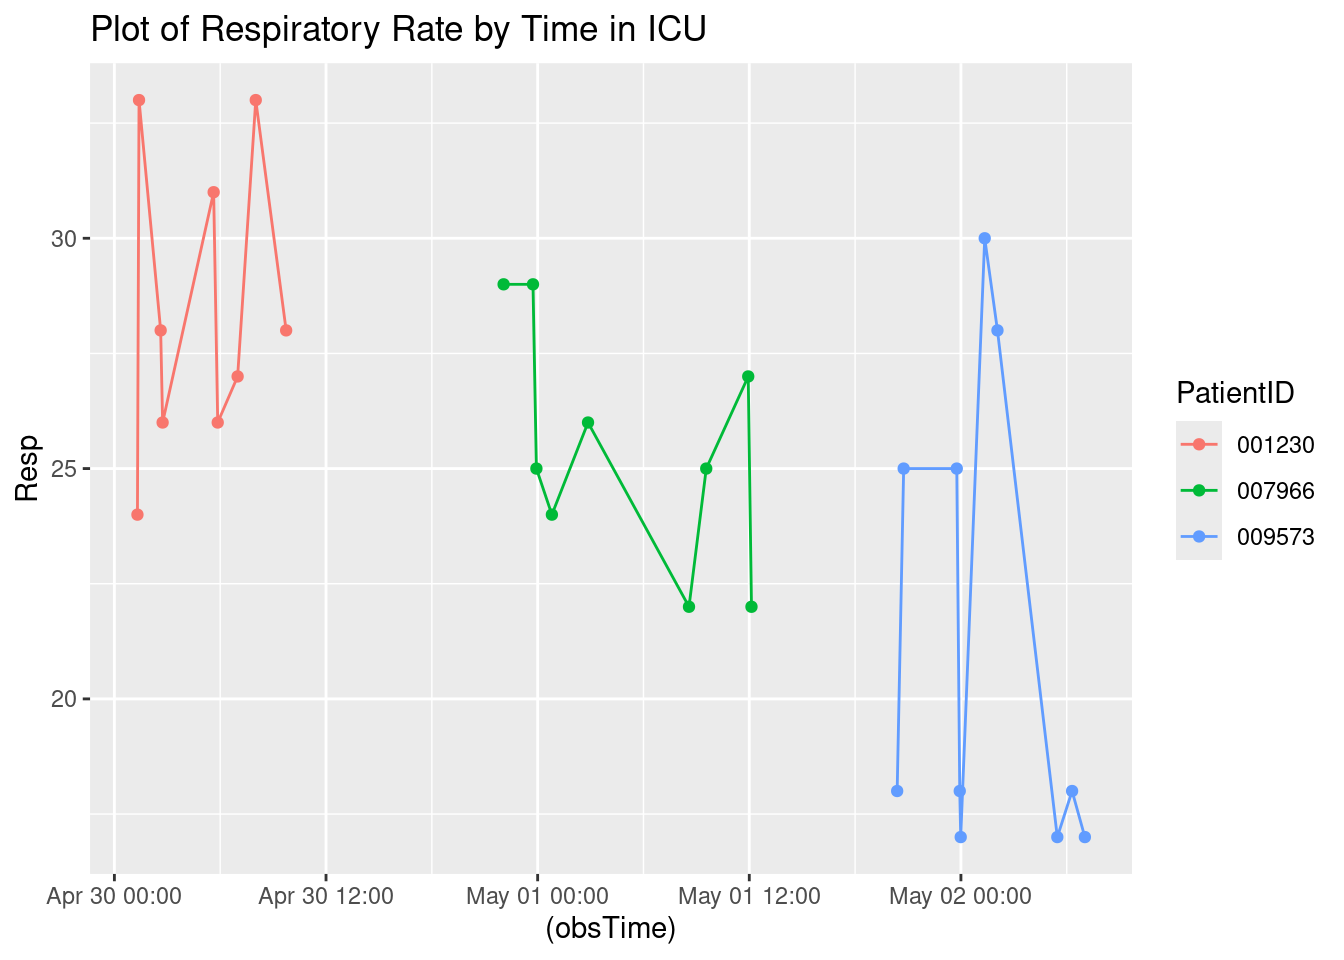 Plot of Respiratory Rate by Time in ICU
Resp
30
25
20
Apr 30 00:00
Apr 30 12:00
May 01 00:00
May 01 12:00
May 02 00:00
(obsTime)
PatientID
001230
007966
009573